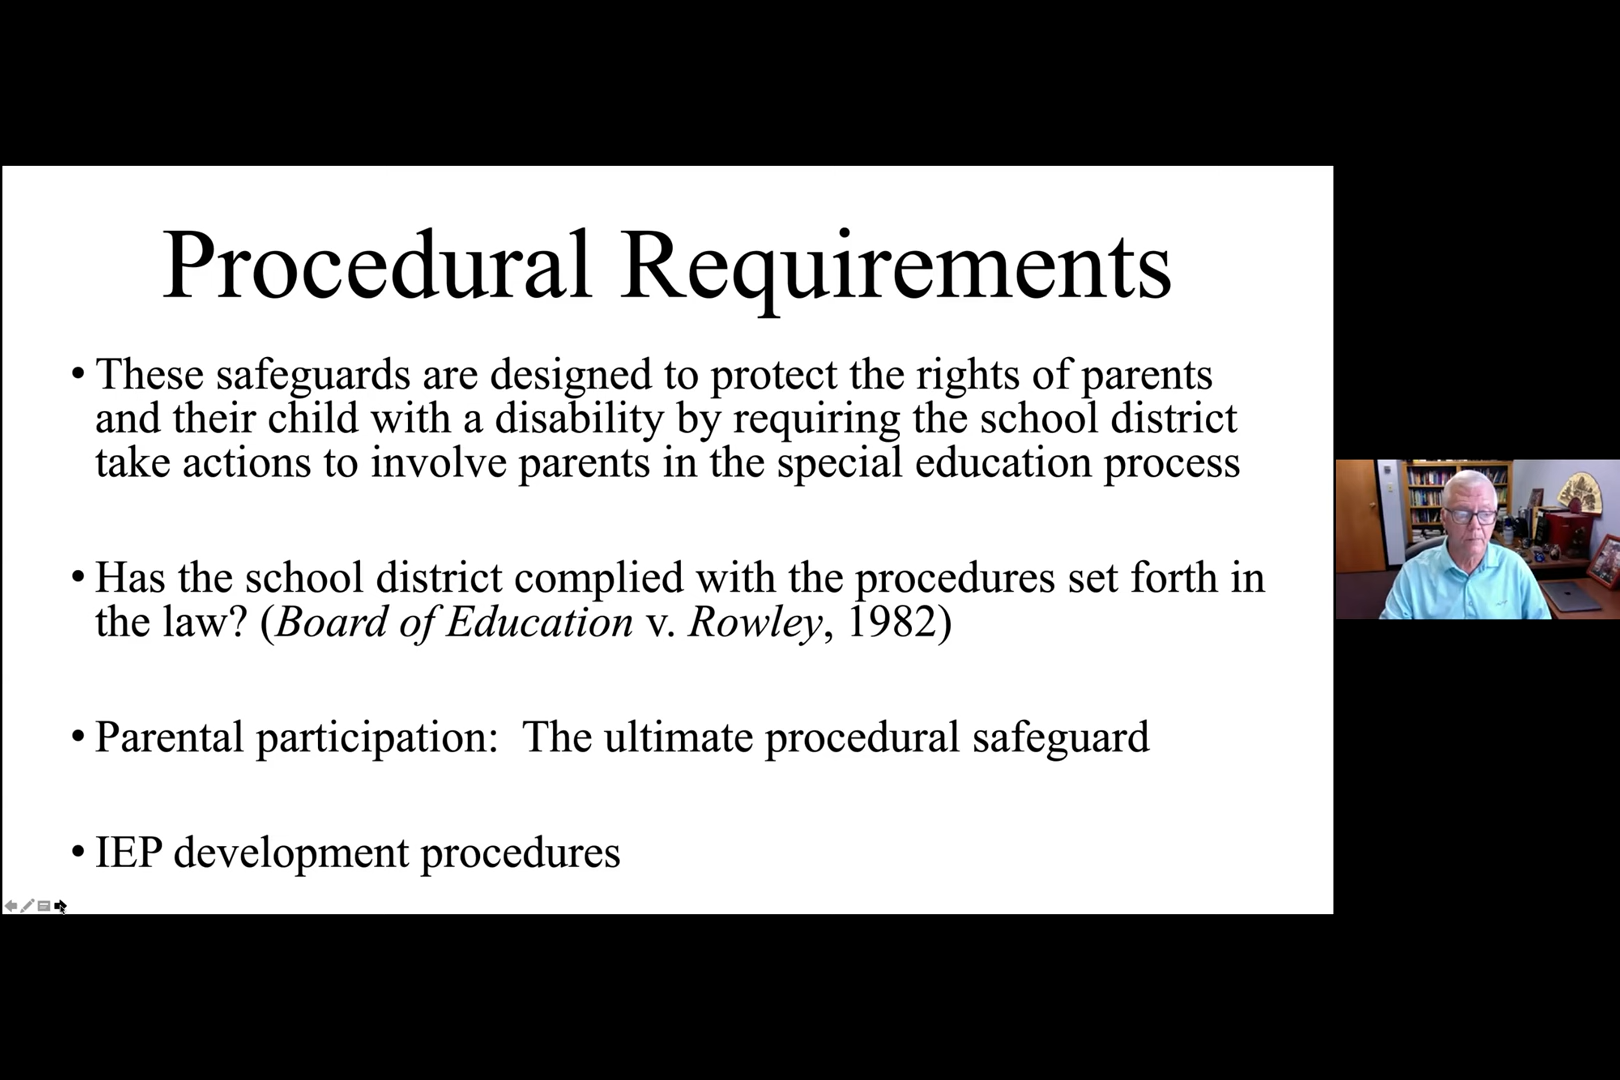 Procedural Requirements
• These safeguards are designed to protect the rights of parents
and their child with a disability by requiring the school district
take actions to involve parents in the special education process
• Has the school district complied with the procedures set forth in
the law? (Board of Education v. Rowley, 1982)
• Parental participation:  The ultimate procedural safeguard
• IEP development procedures